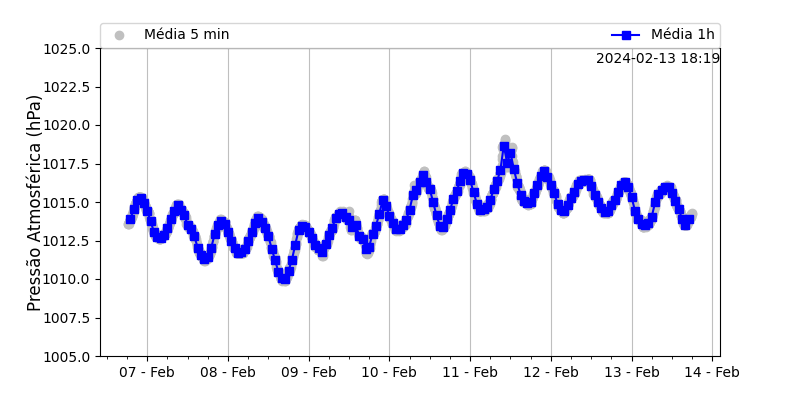 Média 5 min
Média 1h
2024-02-13 18:19
Pressão Atmosférica (hPa)
1025.0
1022.5
1020.0
1017.5
1015.0
1012.5
1010.0
1007.5
1005.0
07 - Feb
08 - Feb
09 - Feb
10 - Feb
11 - Feb
12 - Feb
13 - Feb
14 - Feb